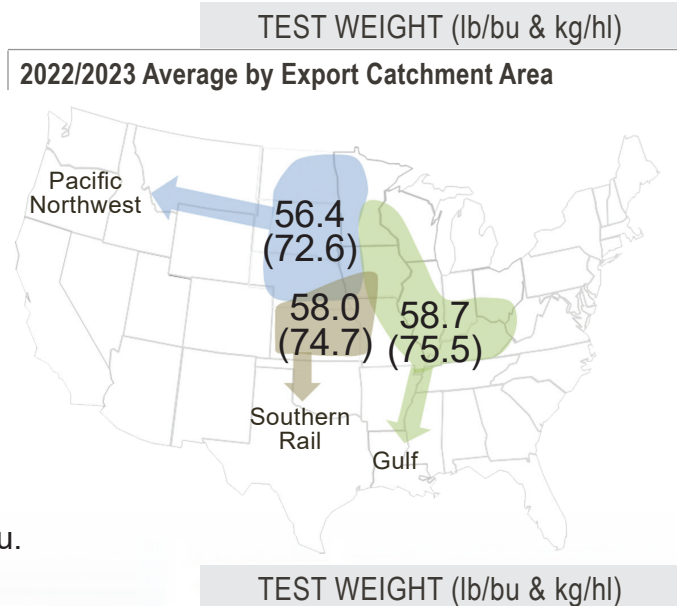 TEST WEIGHT (lb/bu & kg/hl)
2022/2023 Average by Export Catchment Area
Pacific
Northwest
56.4
(72.6)
58.0
(74.7)
58.7
(75.5)
Southern
Rail
Gulf
u.
TEST WEIGHT (lb/bu & kg/hl)